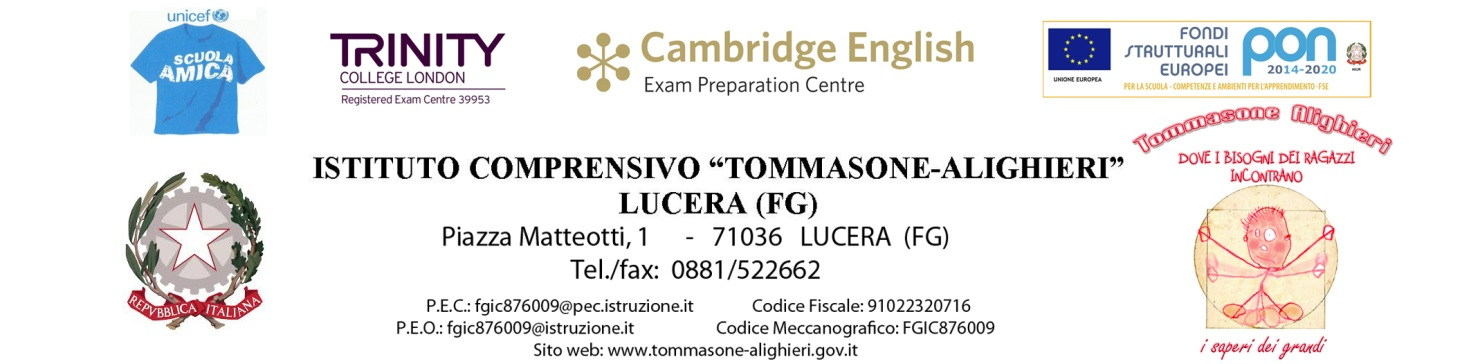 unicef
SCUOLA
AMICA
TRINITY
COLLEGE LONDON
Registered Exam Centre 39953
Cambridge English
Exam Preparation Centre
UNIONE EUROPEA
FONDI
STRUTTURALI
EUROPEI
pon
2014-2020
MIUR
PER LA SCUOLA - COMPETENZE E AMBIENTI PER L'APPRENDIMENTO - FSE
Tommasone Alighieri
DOVE I BISOGNI DEI RAGAZZI
INCONTRANO
i saperi dei grandi
REPVBBLICA ITALIANA
ISTITUTO COMPRENSIVO “TOMMASONE-ALIGHIERI”
LUCERA (FG)
Piazza Matteotti, 1 - 71036 LUCERA (FG)
Tel./fax: 0881/522662
P.E.C.: fgic876009@pec.istruzione.it Codice Fiscale: 91022320716
P.E.O.: fgic876009@istruzione.it Codice Meccanografico: FGIC876009
Sito web: www.tommasone-alighieri.gov.it